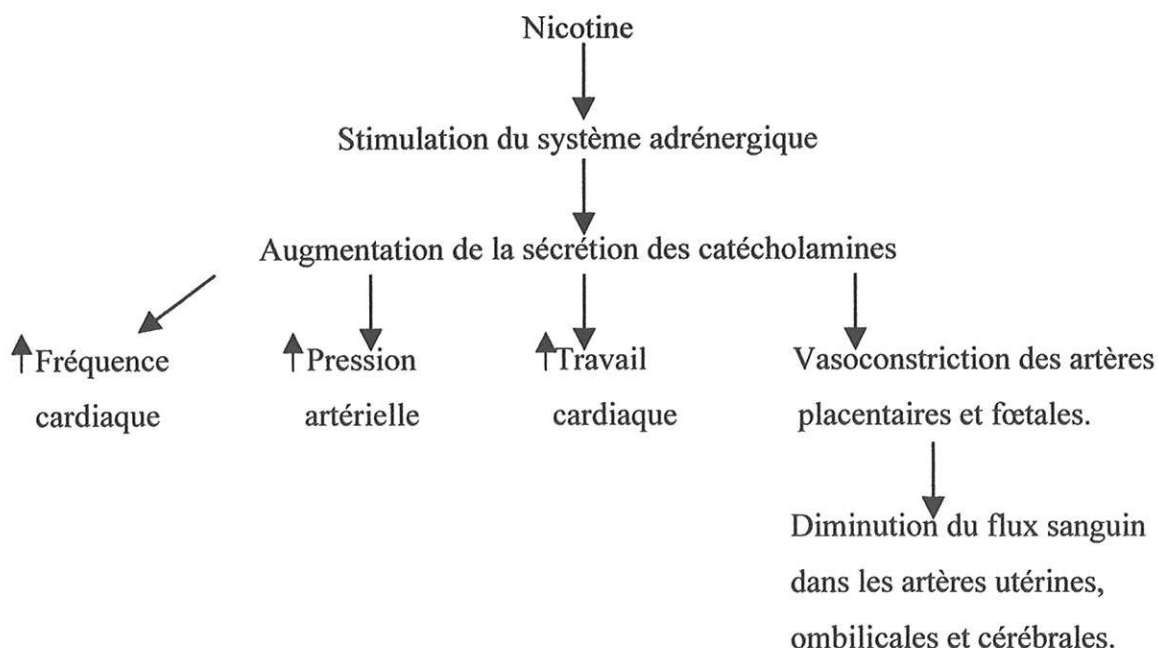 Nicotine
Stimulation du système adrénergique
Augmentation de la sécrétion des catécholamines
Fréquence
cardiaque
Pression
artérielle
Travail
cardiaque
Vasoconstriction des artères
placentaires et fœtales.
Diminution du flux sanguin
dans les artères utérines,
ombilicales et cérébrales.